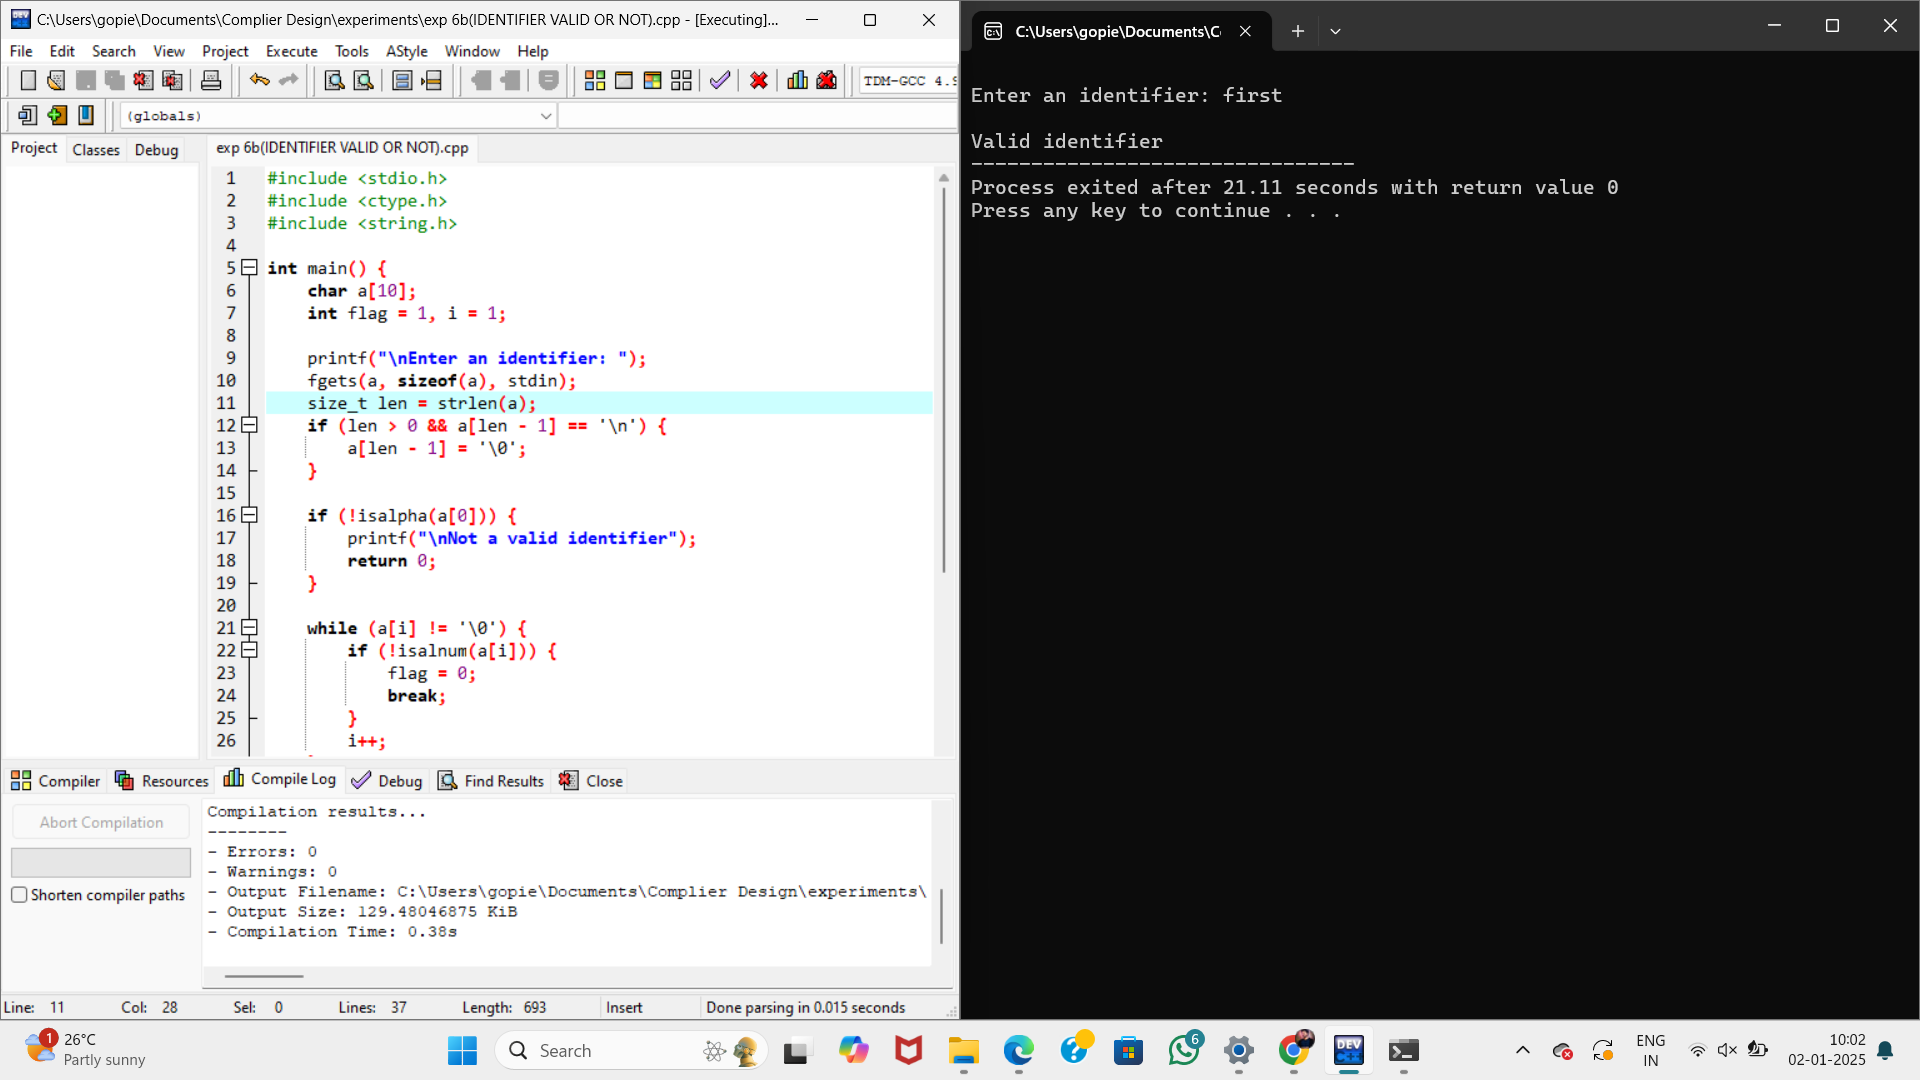 C:\Users\gopie\Documents\Complier Design\experiments\exp 6b(IDENTIFIER VALID OR NOT).cpp - [Executing]...
File Edit Search View Project Execute Tools AStyle Window Help
TDM-GCC 4.9
(globals)
Project Classes Debug
exp 6b(IDENTIFIER VALID OR NOT).cpp
1 #include <stdio.h>
2 #include <ctype.h>
3 #include <string.h>
4
5 int main() {
6 char a[10];
7 int flag = 1, i = 1;
8
9 printf("\nEnter an identifier: ");
10 fgets(a, sizeof(a), stdin);
11 size_t len = strlen(a);
12 if (len > 0 && a[len - 1] == '\n') {
13 a[len - 1] = '\0';
14 }
15
16 if (!isalpha(a[0])) {
17 printf("\nNot a valid identifier");
18 return 0;
19 }
20
21 while (a[i] != '\0') {
22 if (!isalnum(a[i])) {
23 flag = 0;
24 break;
25 }
26 i++;
Compiler Resources Compile Log Debug Find Results Close
Abort Compilation
Shorten compiler paths
Compilation results...
--------
- Errors: 0
- Warnings: 0
- Output Filename: C:\Users\gopie\Documents\Complier Design\experiments\
- Output Size: 129.48046875 KiB
- Compilation Time: 0.38s
Line: 11 Col: 28 Sel: 0 Lines: 37 Length: 693 Insert Done parsing in 0.015 seconds
C:\Users\gopie\Documents\C
Enter an identifier: first
Valid identifier
--------------------------------
Process exited after 21.11 seconds with return value 0
Press any key to continue . . .
1
26°C
Partly sunny
Search
6
DEV
C++
ENG
IN
10:02
02-01-2025